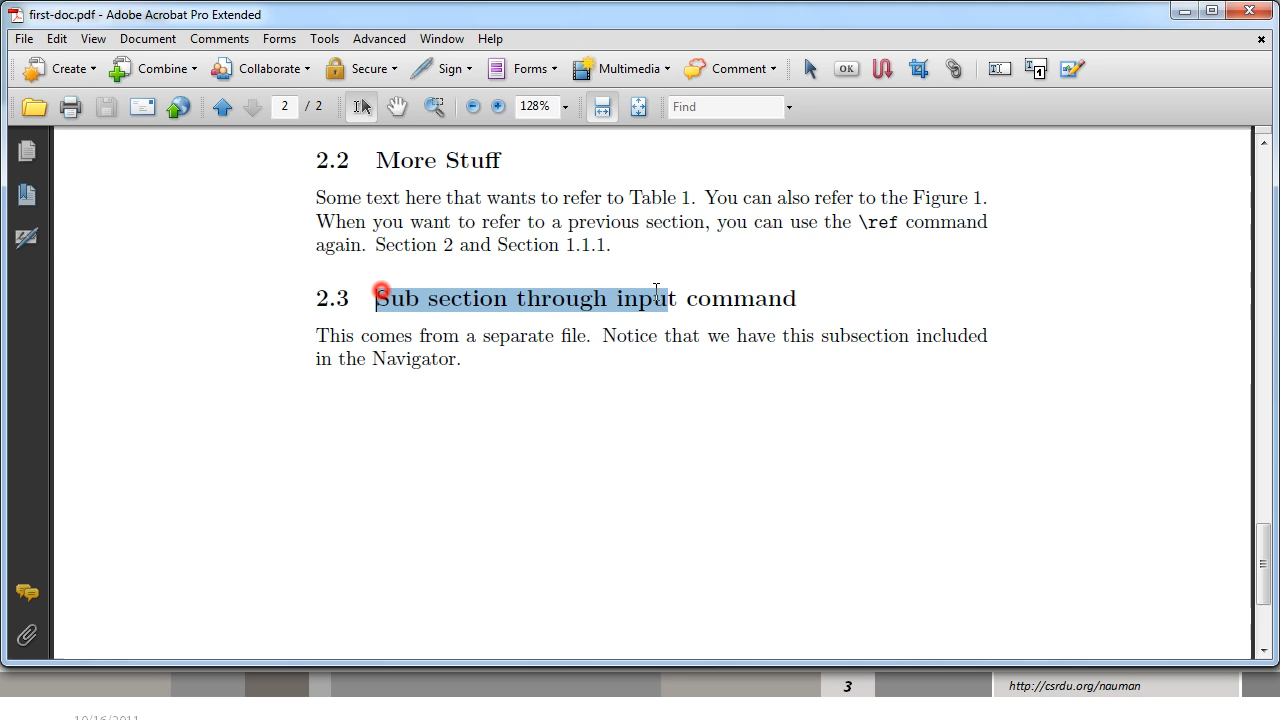 first-doc.pdf - Adobe Acrobat Pro Extended
File Edit View Document Comments Forms Tools Advanced Window Help
Create Combine Collaborate Secure Sign Forms Multimedia Comment OK
2 / 2 128% Find
2.2 More Stuff
Some text here that wants to refer to Table 1. You can also refer to the Figure 1.
When you want to refer to a previous section, you can use the \ref command
again. Section 2 and Section 1.1.1.
2.3 Sub section through input command
This comes from a separate file. Notice that we have this subsection included
in the Navigator.
3 http://csrdu.org/nauman
10/16/2011